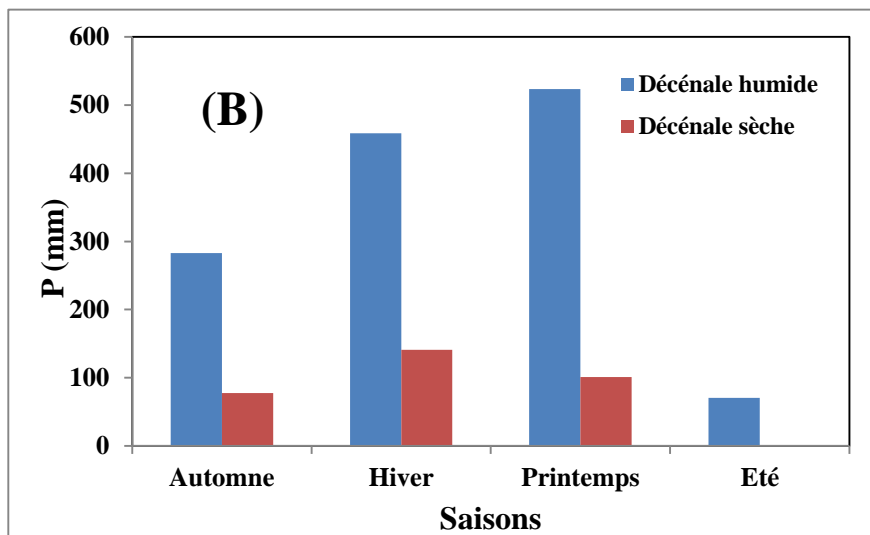 (B)
Décénale humide
Décénale sèche
P (mm)
600
500
400
300
200
100
0
Automne Hiver Printemps Eté
Saisons